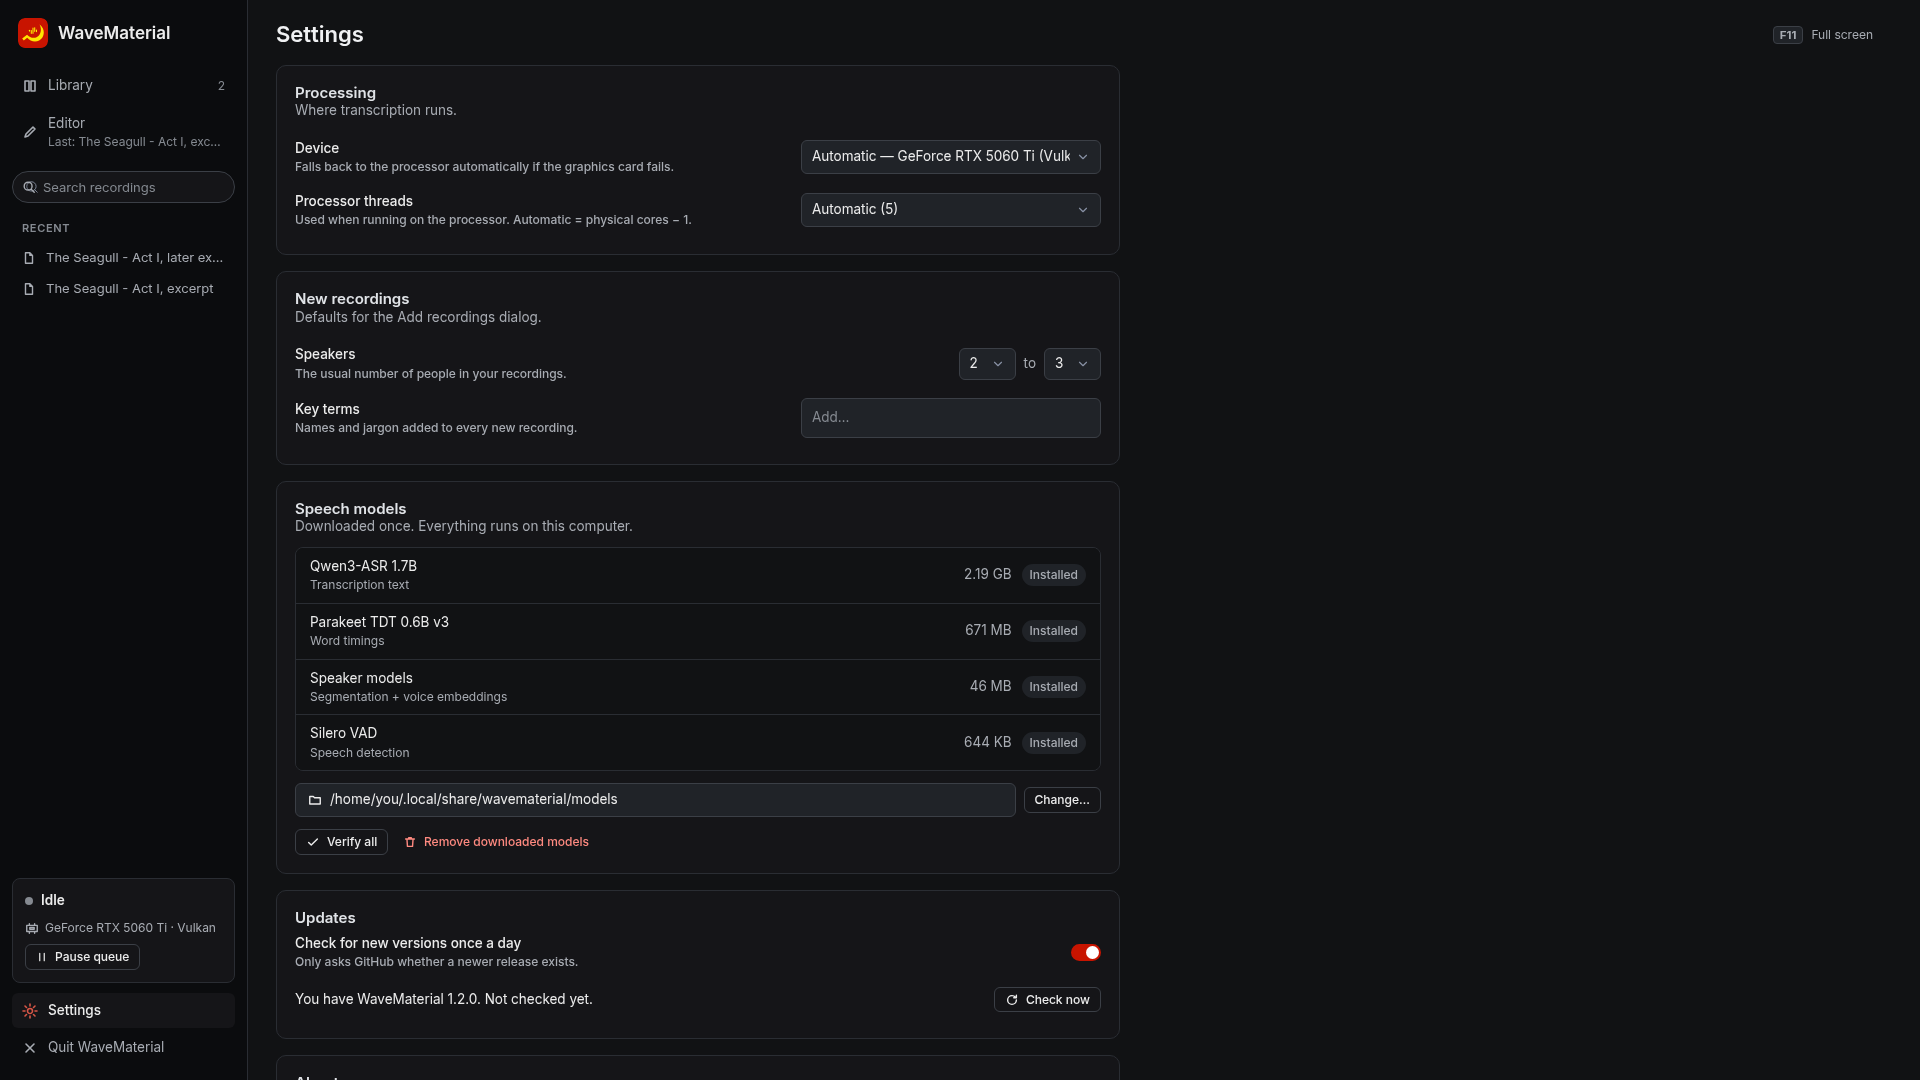 WaveMaterial
Library 2
Editor
Last: The Seagull - Act I, exc...
Search recordings
RECENT
The Seagull - Act I, later ex...
The Seagull - Act I, excerpt
Idle
GeForce RTX 5060 Ti · Vulkan
Pause queue
Settings
Quit WaveMaterial
Settings
F11 Full screen
Processing
Where transcription runs.
Device
Falls back to the processor automatically if the graphics card fails.
Automatic — GeForce RTX 5060 Ti (Vulk
Processor threads
Used when running on the processor. Automatic = physical cores − 1.
Automatic (5)
New recordings
Defaults for the Add recordings dialog.
Speakers
The usual number of people in your recordings.
2 to 3
Key terms
Names and jargon added to every new recording.
Add...
Speech models
Downloaded once. Everything runs on this computer.
Qwen3-ASR 1.7B
Transcription text
2.19 GB Installed
Parakeet TDT 0.6B v3
Word timings
671 MB Installed
Speaker models
Segmentation + voice embeddings
46 MB Installed
Silero VAD
Speech detection
644 KB Installed
/home/you/.local/share/wavematerial/models
Change...
Verify all
Remove downloaded models
Updates
Check for new versions once a day
Only asks GitHub whether a newer release exists.
You have WaveMaterial 1.2.0. Not checked yet.
Check now